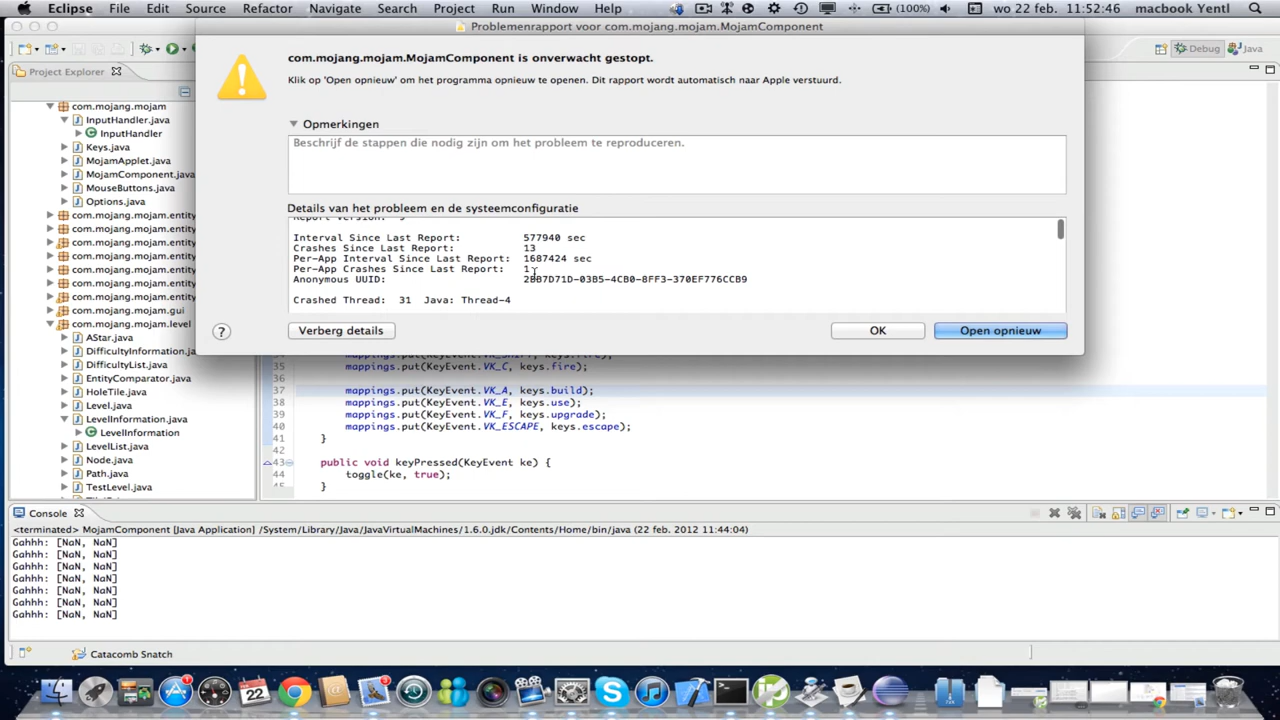 Eclipse File Edit Source Refactor Navigate Search Project Run Window Help (100%) wo 22 feb. 11:52:46 macbook Yentl
Problemenrapport voor com.mojang.mojam.MojamComponent
com.mojang.mojam.MojamComponent is onverwacht gestopt.
Klik op 'Open opnieuw' om het programma opnieuw te openen. Dit rapport wordt automatisch naar Apple verstuurd.
Opmerkingen
Beschrijf de stappen die nodig zijn om het probleem te reproduceren.
Details van het probleem en de systeemconfiguratie
Interval Since Last Report: 577940 sec
Crashes Since Last Report: 13
Per-App Interval Since Last Report: 1687424 sec
Per-App Crashes Since Last Report: 1
Anonymous UUID: 2BB7D71D-03B5-4CB0-8FF3-370EF776CCB9
Crashed Thread: 31 Java: Thread-4
? Verberg details OK Open opnieuw
Debug Java
Project Explorer
com.mojang.mojam
InputHandler.java
InputHandler
Keys.java
MojamApplet.java
MojamComponent.java
MouseButtons.java
Options.java
com.mojang.mojam.entity
com.mojang.mojam.entity
com.mojang.mojam.entity
com.mojang.mojam.entity
com.mojang.mojam.entity
com.mojang.mojam.entity
com.mojang.mojam.entity
com.mojang.mojam.gui
com.mojang.mojam.level
AStar.java
DifficultyInformation.ja
DifficultyList.java
EntityComparator.java
HoleTile.java
Level.java
LevelInformation.java
LevelInformation
LevelList.java
Node.java
Path.java
TestLevel.java
35 mappings.put(KeyEvent.VK_C, keys.fire);
36
37 mappings.put(KeyEvent.VK_A, keys.build);
38 mappings.put(KeyEvent.VK_E, keys.use);
39 mappings.put(KeyEvent.VK_F, keys.upgrade);
40 mappings.put(KeyEvent.VK_ESCAPE, keys.escape);
41 }
42
43 public void keyPressed(KeyEvent ke) {
44 toggle(ke, true);
45 }
Console
<terminated> MojamComponent [Java Application] /System/Library/Java/JavaVirtualMachines/1.6.0.jdk/Contents/Home/bin/java (22 feb. 2012 11:44:04)
Gahhh: [NaN, NaN]
Gahhh: [NaN, NaN]
Gahhh: [NaN, NaN]
Gahhh: [NaN, NaN]
Gahhh: [NaN, NaN]
Gahhh: [NaN, NaN]
Gahhh: [NaN, NaN]
Catacomb Snatch
22